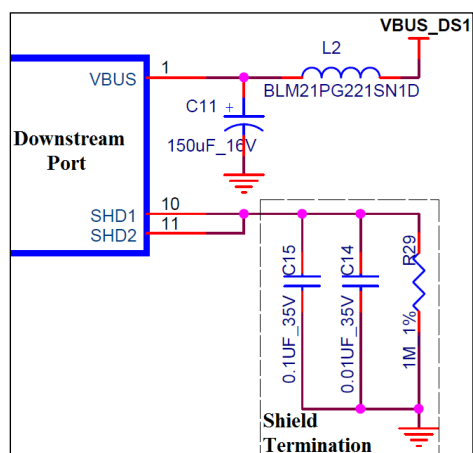 VBUS_DS1
L2
1
VBUS
BLM21PG221SN1D
C11 +
Downstream
Port
150uF_16V
10
SHD1
11
SHD2
C15
C14
R29
0.1UF_35V
0.01UF_35V
1M 1%
Shield
Termination